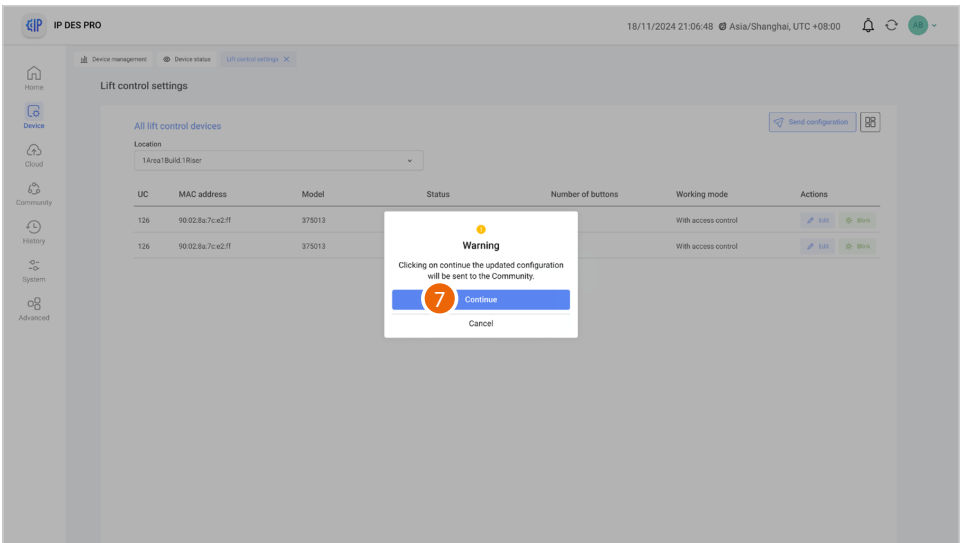 IP DES PRO
18/11/2024 21:06:48 Asia/Shanghai, UTC +08:00
AB
Device management Device status Lift control settings
Home
Lift control settings
Device
All lift control devices
Send configuration
Location
1Area1Build.1Riser
Cloud
UC MAC address Model Status Number of buttons Working mode Actions
Community
126 90:02:8a:7c:e2:ff 375013 With access control Edit Blink
History
126 90:02:8a:7c:e2:ff 375013 With access control Edit Blink
System
Advanced
Warning
Clicking on continue the updated configuration
will be sent to the Community.
7 Continue
Cancel